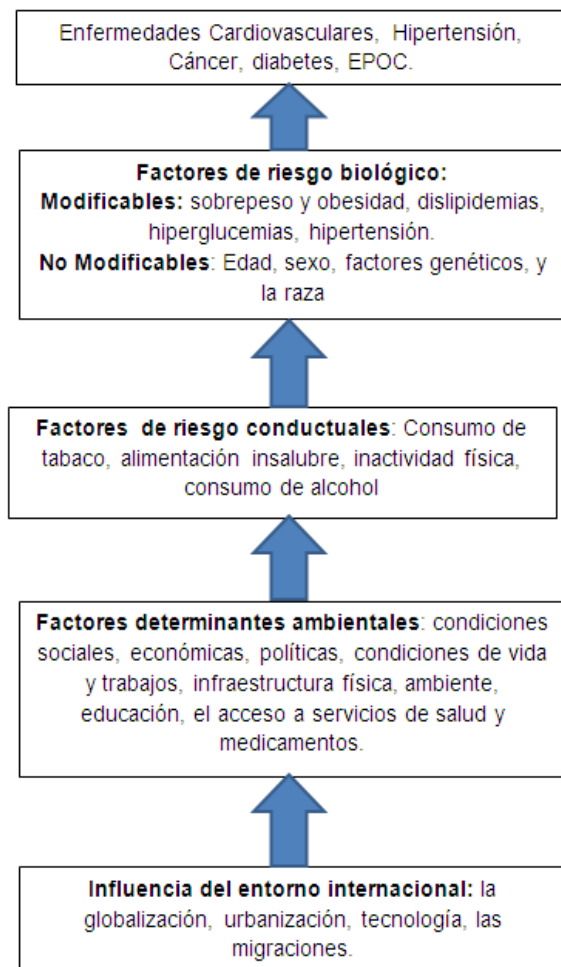 Enfermedades Cardiovasculares, Hipertensión,
Cáncer, diabetes, EPOC.
Factores de riesgo biológico:
Modificables: sobrepeso y obesidad, dislipidemias,
hiperglucemias, hipertensión.
No Modificables: Edad, sexo, factores genéticos, y
la raza
Factores de riesgo conductuales: Consumo de
tabaco, alimentación insalubre, inactividad física,
consumo de alcohol
Factores determinantes ambientales: condiciones
sociales, económicas, políticas, condiciones de vida
y trabajos, infraestructura física, ambiente,
educación, el acceso a servicios de salud y
medicamentos.
Influencia del entorno internacional: la
globalización, urbanización, tecnología, las
migraciones.